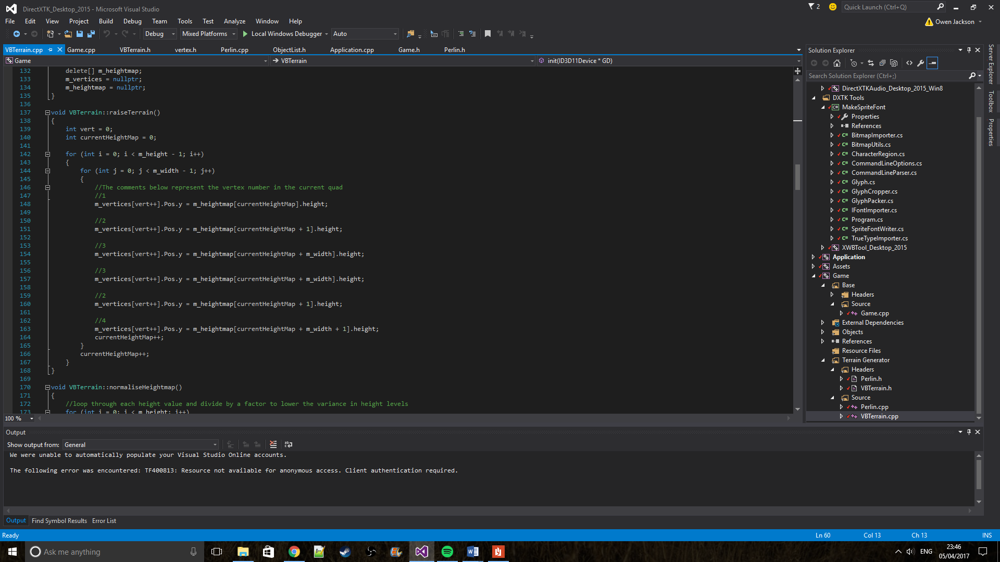 DirectXTK_Desktop_2015 - Microsoft Visual Studio
2
Quick Launch (Ctrl+Q)
File Edit View Project Build Debug Team Tools Test Analyze Window Help
Owen Jackson
Debug Mixed Platforms Local Windows Debugger Auto
VBTerrain.cpp Game.cpp VBTerrain.h vertex.h Perlin.cpp ObjectList.h Application.cpp Game.h Perlin.h
Game VBTerrain init(ID3D11Device * GD)
132 delete[] m_heightmap;
133 m_vertices = nullptr;
134 m_heightmap = nullptr;
135 }
136
137 void VBTerrain::raiseTerrain()
138 {
139 int vert = 0;
140 int currentHeightMap = 0;
141
142 for (int i = 0; i < m_height - 1; i++)
143 {
144 for (int j = 0; j < m_width - 1; j++)
145 {
146 //The comments below represent the vertex number in the current quad
147 //1
148 m_vertices[vert++].Pos.y = m_heightmap[currentHeightMap].height;
149
150 //2
151 m_vertices[vert++].Pos.y = m_heightmap[currentHeightMap + 1].height;
152
153 //3
154 m_vertices[vert++].Pos.y = m_heightmap[currentHeightMap + m_width].height;
155
156 //3
157 m_vertices[vert++].Pos.y = m_heightmap[currentHeightMap + m_width].height;
158
159 //2
160 m_vertices[vert++].Pos.y = m_heightmap[currentHeightMap + 1].height;
161
162 //4
163 m_vertices[vert++].Pos.y = m_heightmap[currentHeightMap + m_width + 1].height;
164 currentHeightMap++;
165 }
166 currentHeightMap++;
167 }
168 }
169
170 void VBTerrain::normaliseHeightmap()
171 {
172 //loop through each height value and divide by a factor to lower the variance in height levels
173 for (int i = 0; i < m_height; i++)
100 %
Solution Explorer
Search Solution Explorer (Ctrl+;)
DirectXTKAudio_Desktop_2015_Win8
DXTK Tools
C# MakeSpriteFont
Properties
References
C# BitmapImporter.cs
C# BitmapUtils.cs
C# CharacterRegion.cs
C# CommandLineOptions.cs
C# CommandLineParser.cs
C# Glyph.cs
C# GlyphCropper.cs
C# GlyphPacker.cs
C# IFontImporter.cs
C# Program.cs
C# SpriteFontWriter.cs
C# TrueTypeImporter.cs
XWBTool_Desktop_2015
Application
Assets
Game
Base
Headers
Source
Game.cpp
External Dependencies
Objects
References
Resource Files
Terrain Generator
Headers
Perlin.h
VBTerrain.h
Source
Perlin.cpp
VBTerrain.cpp
Server Explorer
Toolbox
Properties
Output
Show output from: General
We were unable to automatically populate your Visual Studio Online accounts.
The following error was encountered: TF400813: Resource not available for anonymous access. Client authentication required.
Output Find Symbol Results Error List
Ready Ln 60 Col 13 Ch 13 INS
Ask me anything
ENG
23:46
05/04/2017